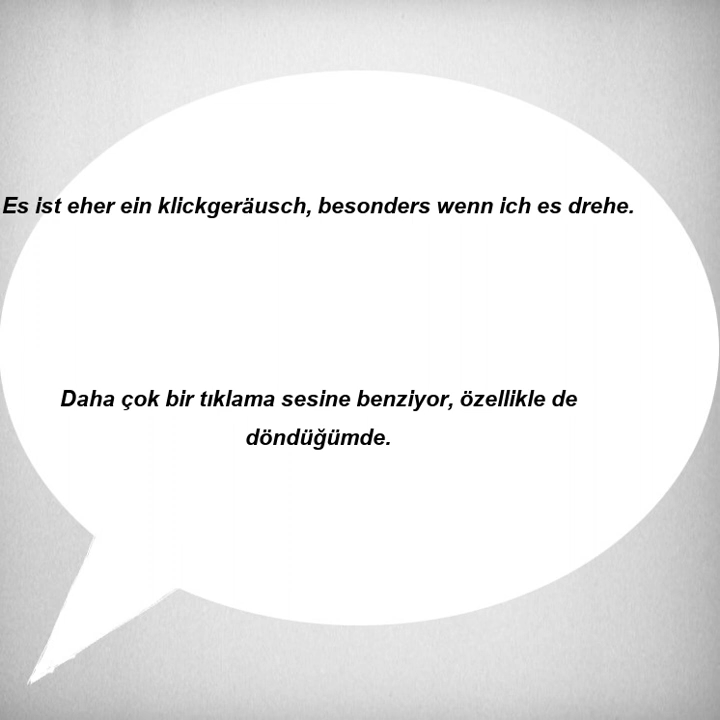 Es ist eher ein klickgeräusch, besonders wenn ich es drehe.
Daha çok bir tıklama sesine benziyor, özellikle de
döndüğümde.